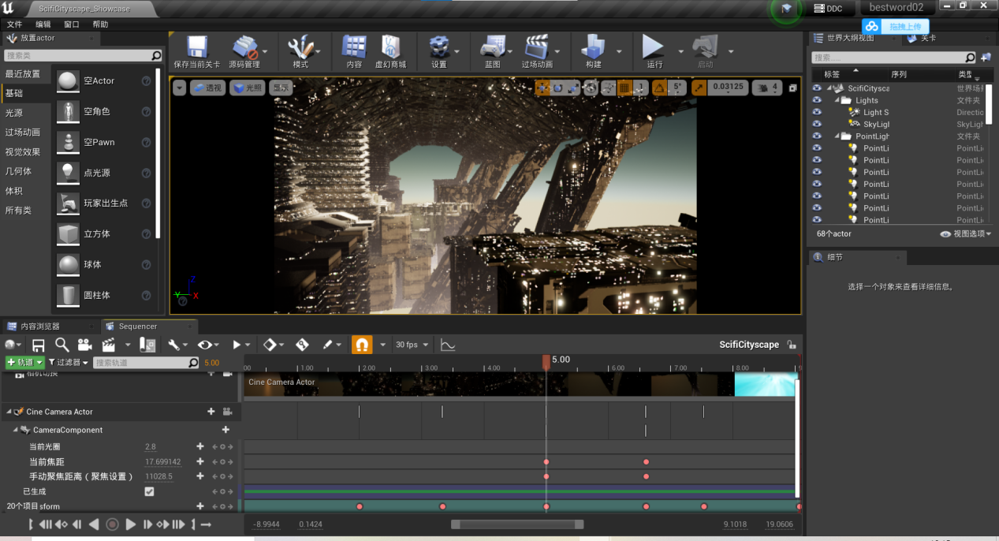 ScifiCityscape_Showcase
DDC
bestword02
文件 编辑 窗口 帮助
拖拽上传
放置actor
世界大纲视图
关卡
搜索类
最近放置
基础
光源
过场动画
视觉效果
几何体
体积
所有类
空Actor
空角色
空Pawn
点光源
玩家出生点
立方体
球体
圆柱体
保存当前关卡
源码管理
模式
内容
虚幻商城
设置
蓝图
过场动画
构建
运行
启动
透视
光照
显示
1
5°
0.03125
4
Z
Y
X
搜索......
标签 序列 类型
ScifiCitysca 世界场景
Lights 文件夹
Light S Directio
SkyLigh SkyLigh
PointLigh 文件夹
PointLi PointLi
PointLi PointLi
PointLi PointLi
PointLi PointLi
PointLi PointLi
PointLi PointLi
PointLi PointLi
68个actor
视图选项
细节
选择一个对象来查看详细信息。
内容浏览器
Sequencer
30 fps
ScifiCityscape
轨道
过滤器
搜索轨道
5.00
5.00
00 1.00 2.00 3.00 4.00 6.00 7.00 8.00 9
相机切换
Cine Camera Actor
Cine Camera Actor
CameraComponent
当前光圈 2.8
当前焦距 17.699142
手动聚焦距离（聚焦设置） 11028.5
已生成
20个项目 sform
-8.9944 0.1424 9.1018 19.0606